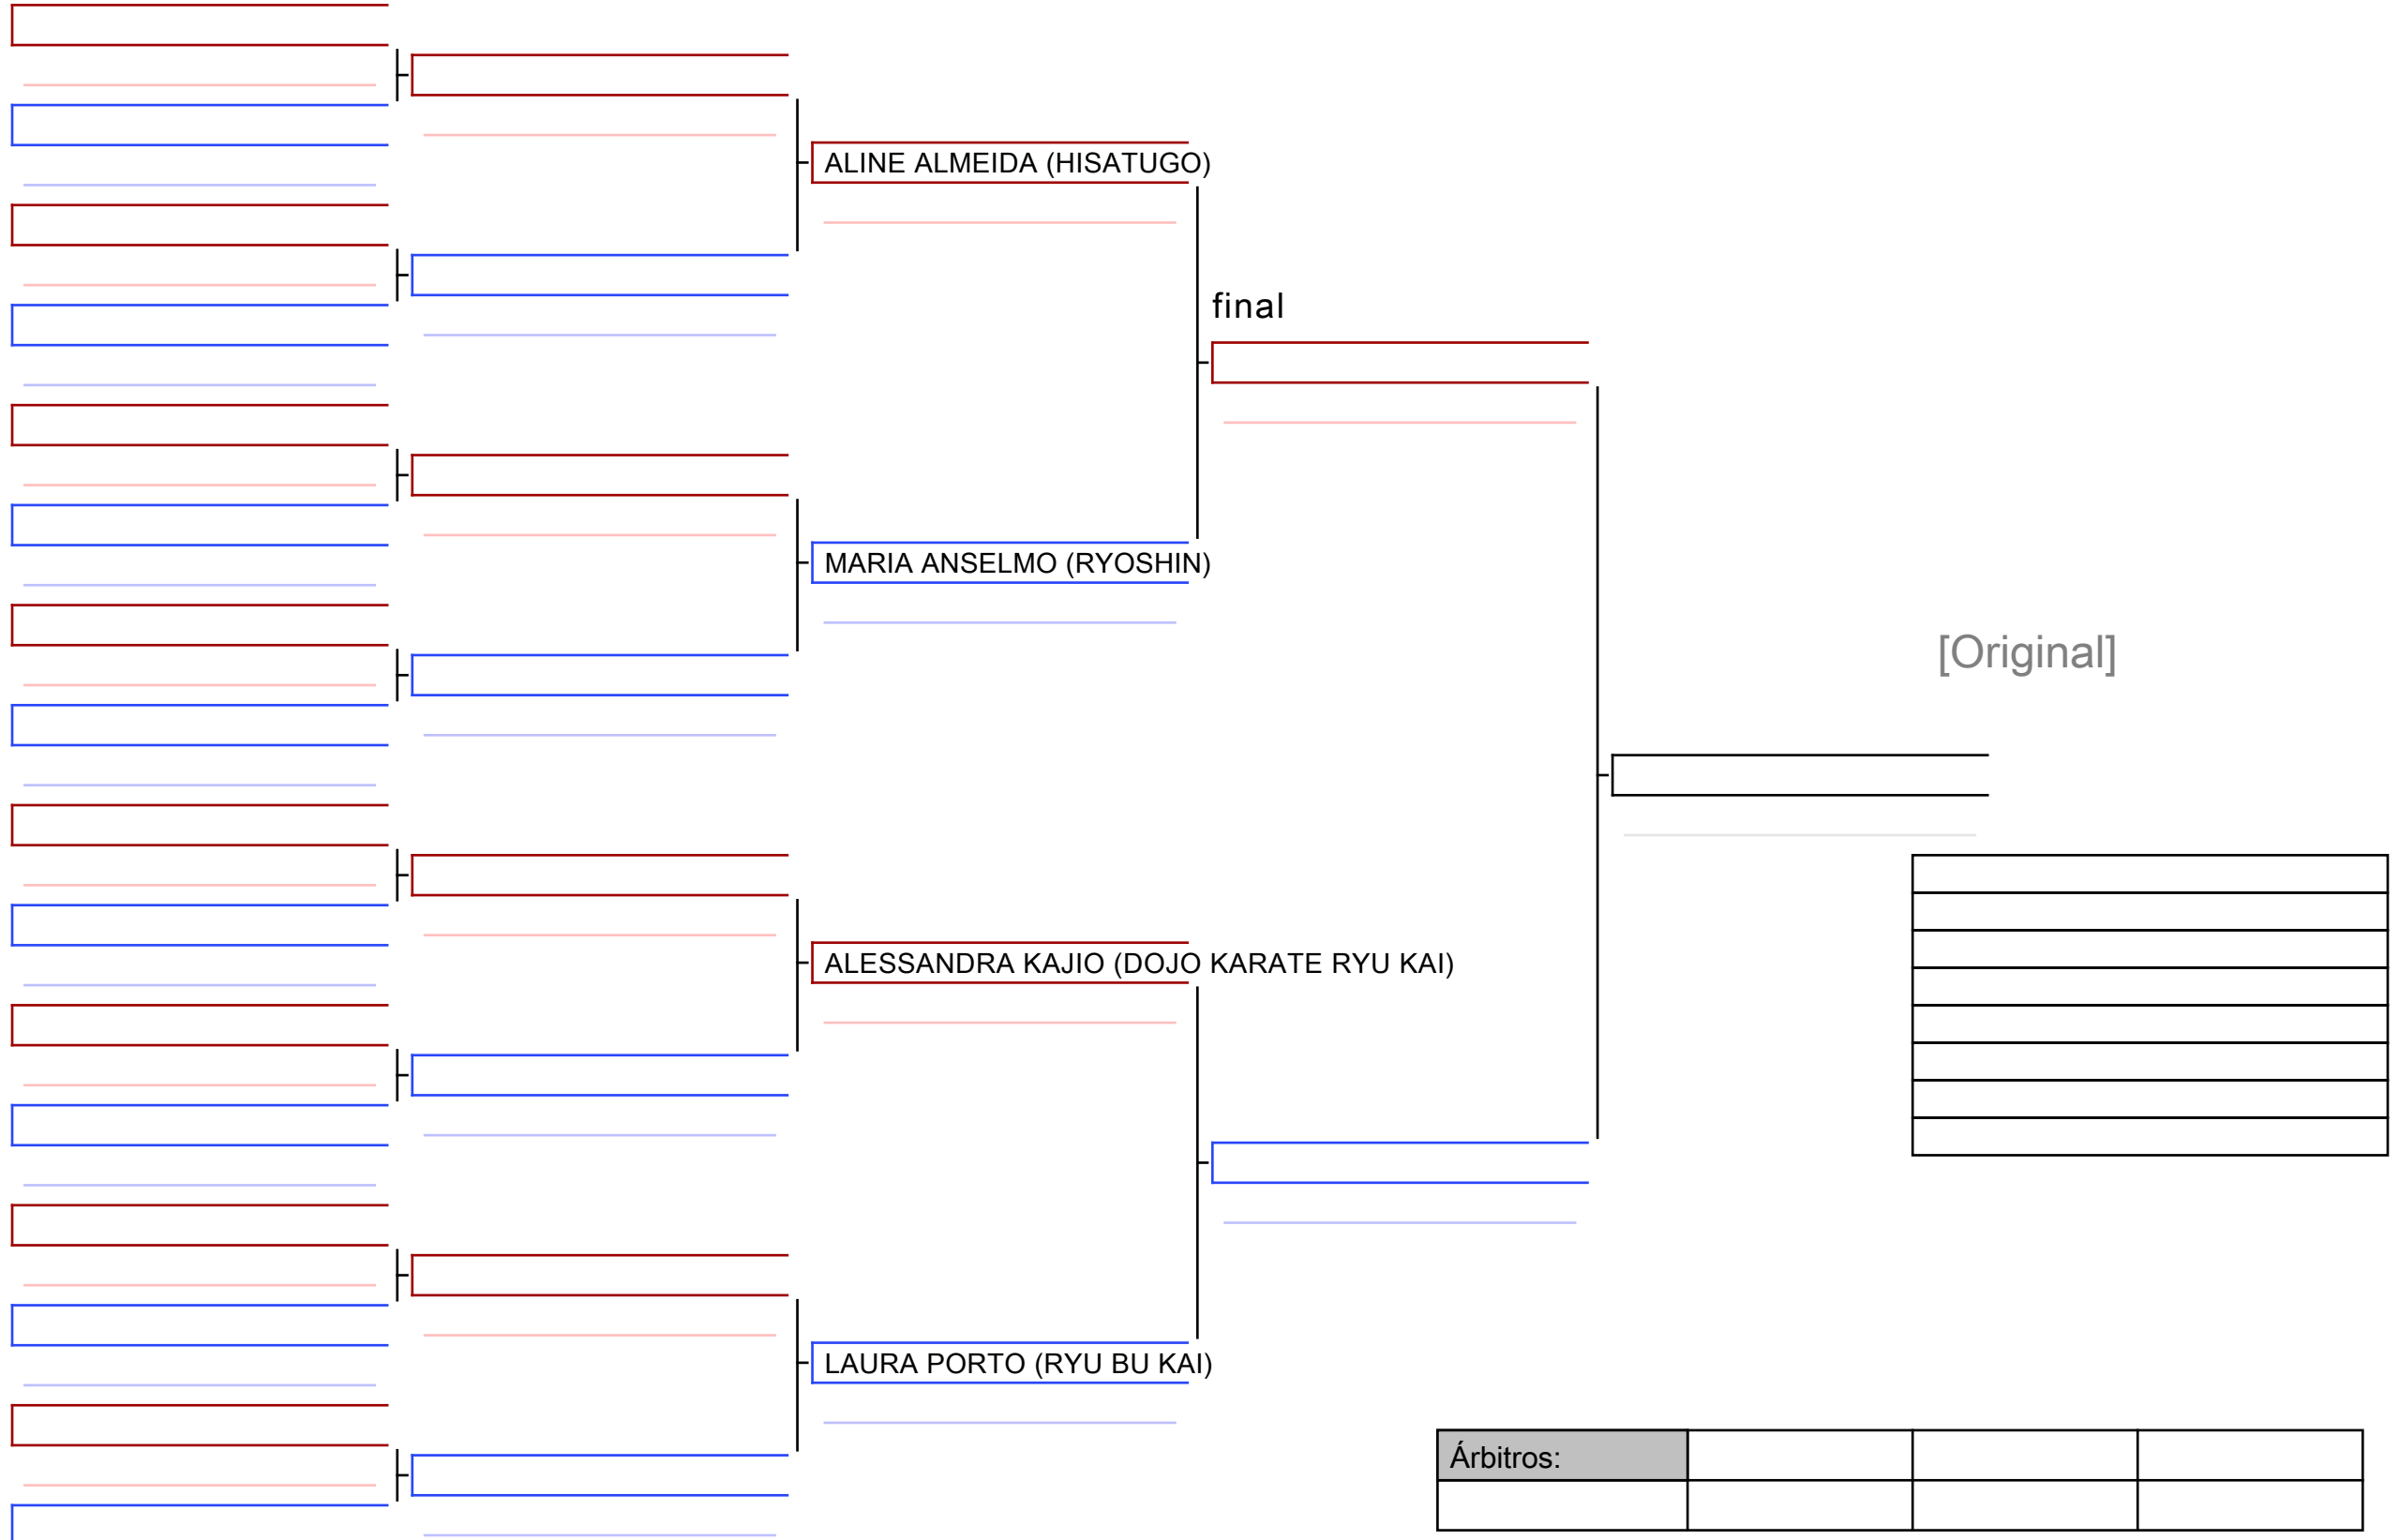 ALINE ALMEIDA (HISATUGO)
final
MARIA ANSELMO (RYOSHIN)
[Original]
ALESSANDRA KAJIO (DOJO KARATE RYU KAI)
LAURA PORTO (RYU BU KAI)
Árbitros: